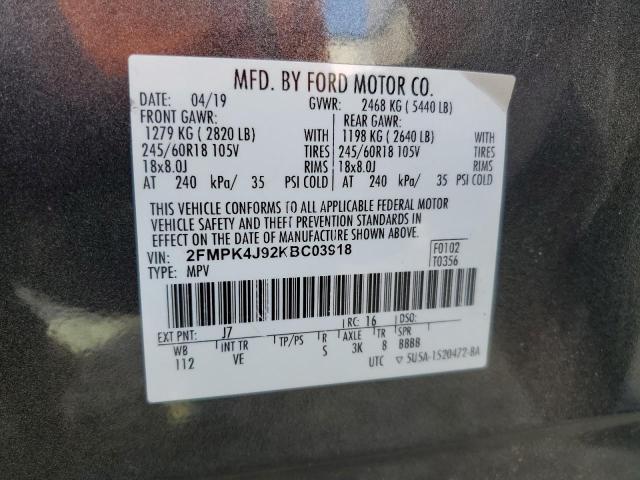 MFD. BY FORD MOTOR CO.
DATE: 04/19 GVWR: 2468 KG ( 5440 LB)
FRONT GAWR: REAR GAWR:
1279 KG ( 2820 LB) WITH 1198 KG ( 2640 LB) WITH
245/60R18 105V TIRES 245/60R18 105V TIRES
18x8.0J RIMS 18x8.0J RIMS
AT 240 kPa/ 35 PSI COLD AT 240 kPa/ 35 PSI COLD
THIS VEHICLE CONFORMS TO ALL APPLICABLE FEDERAL MOTOR
VEHICLE SAFETY AND THEFT PREVENTION STANDARDS IN
EFFECT ON THE DATE OF MANUFACTURE SHOWN ABOVE.
VIN: 2FMPK4J92KBC03918 F0102
TYPE: MPV T0356
EXT PNT: J7 RC: 16 DSO:
WB INT TR TP/PS R AXLE TR SPR
112 VE S 3K 8 8888
UTC ▽ 5U5A-1520472-BA